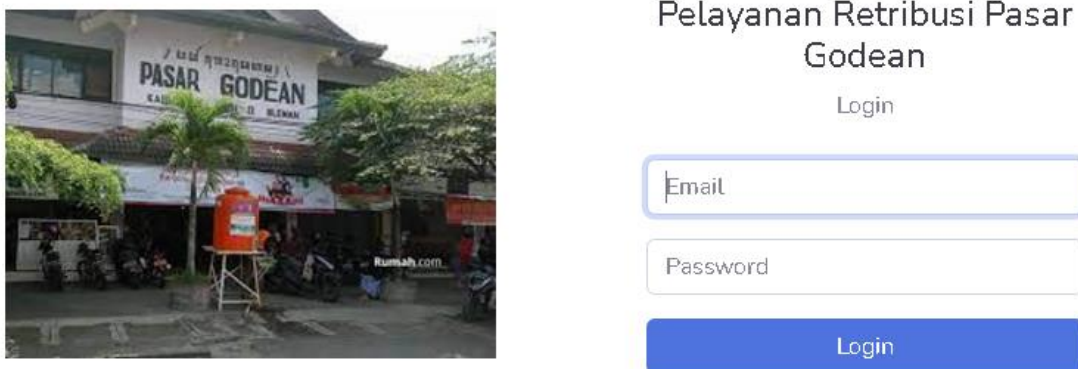 PASAR GODEAN
Rumah.com
Pelayanan Retribusi Pasar
Godean
Login
Email
Password
Login